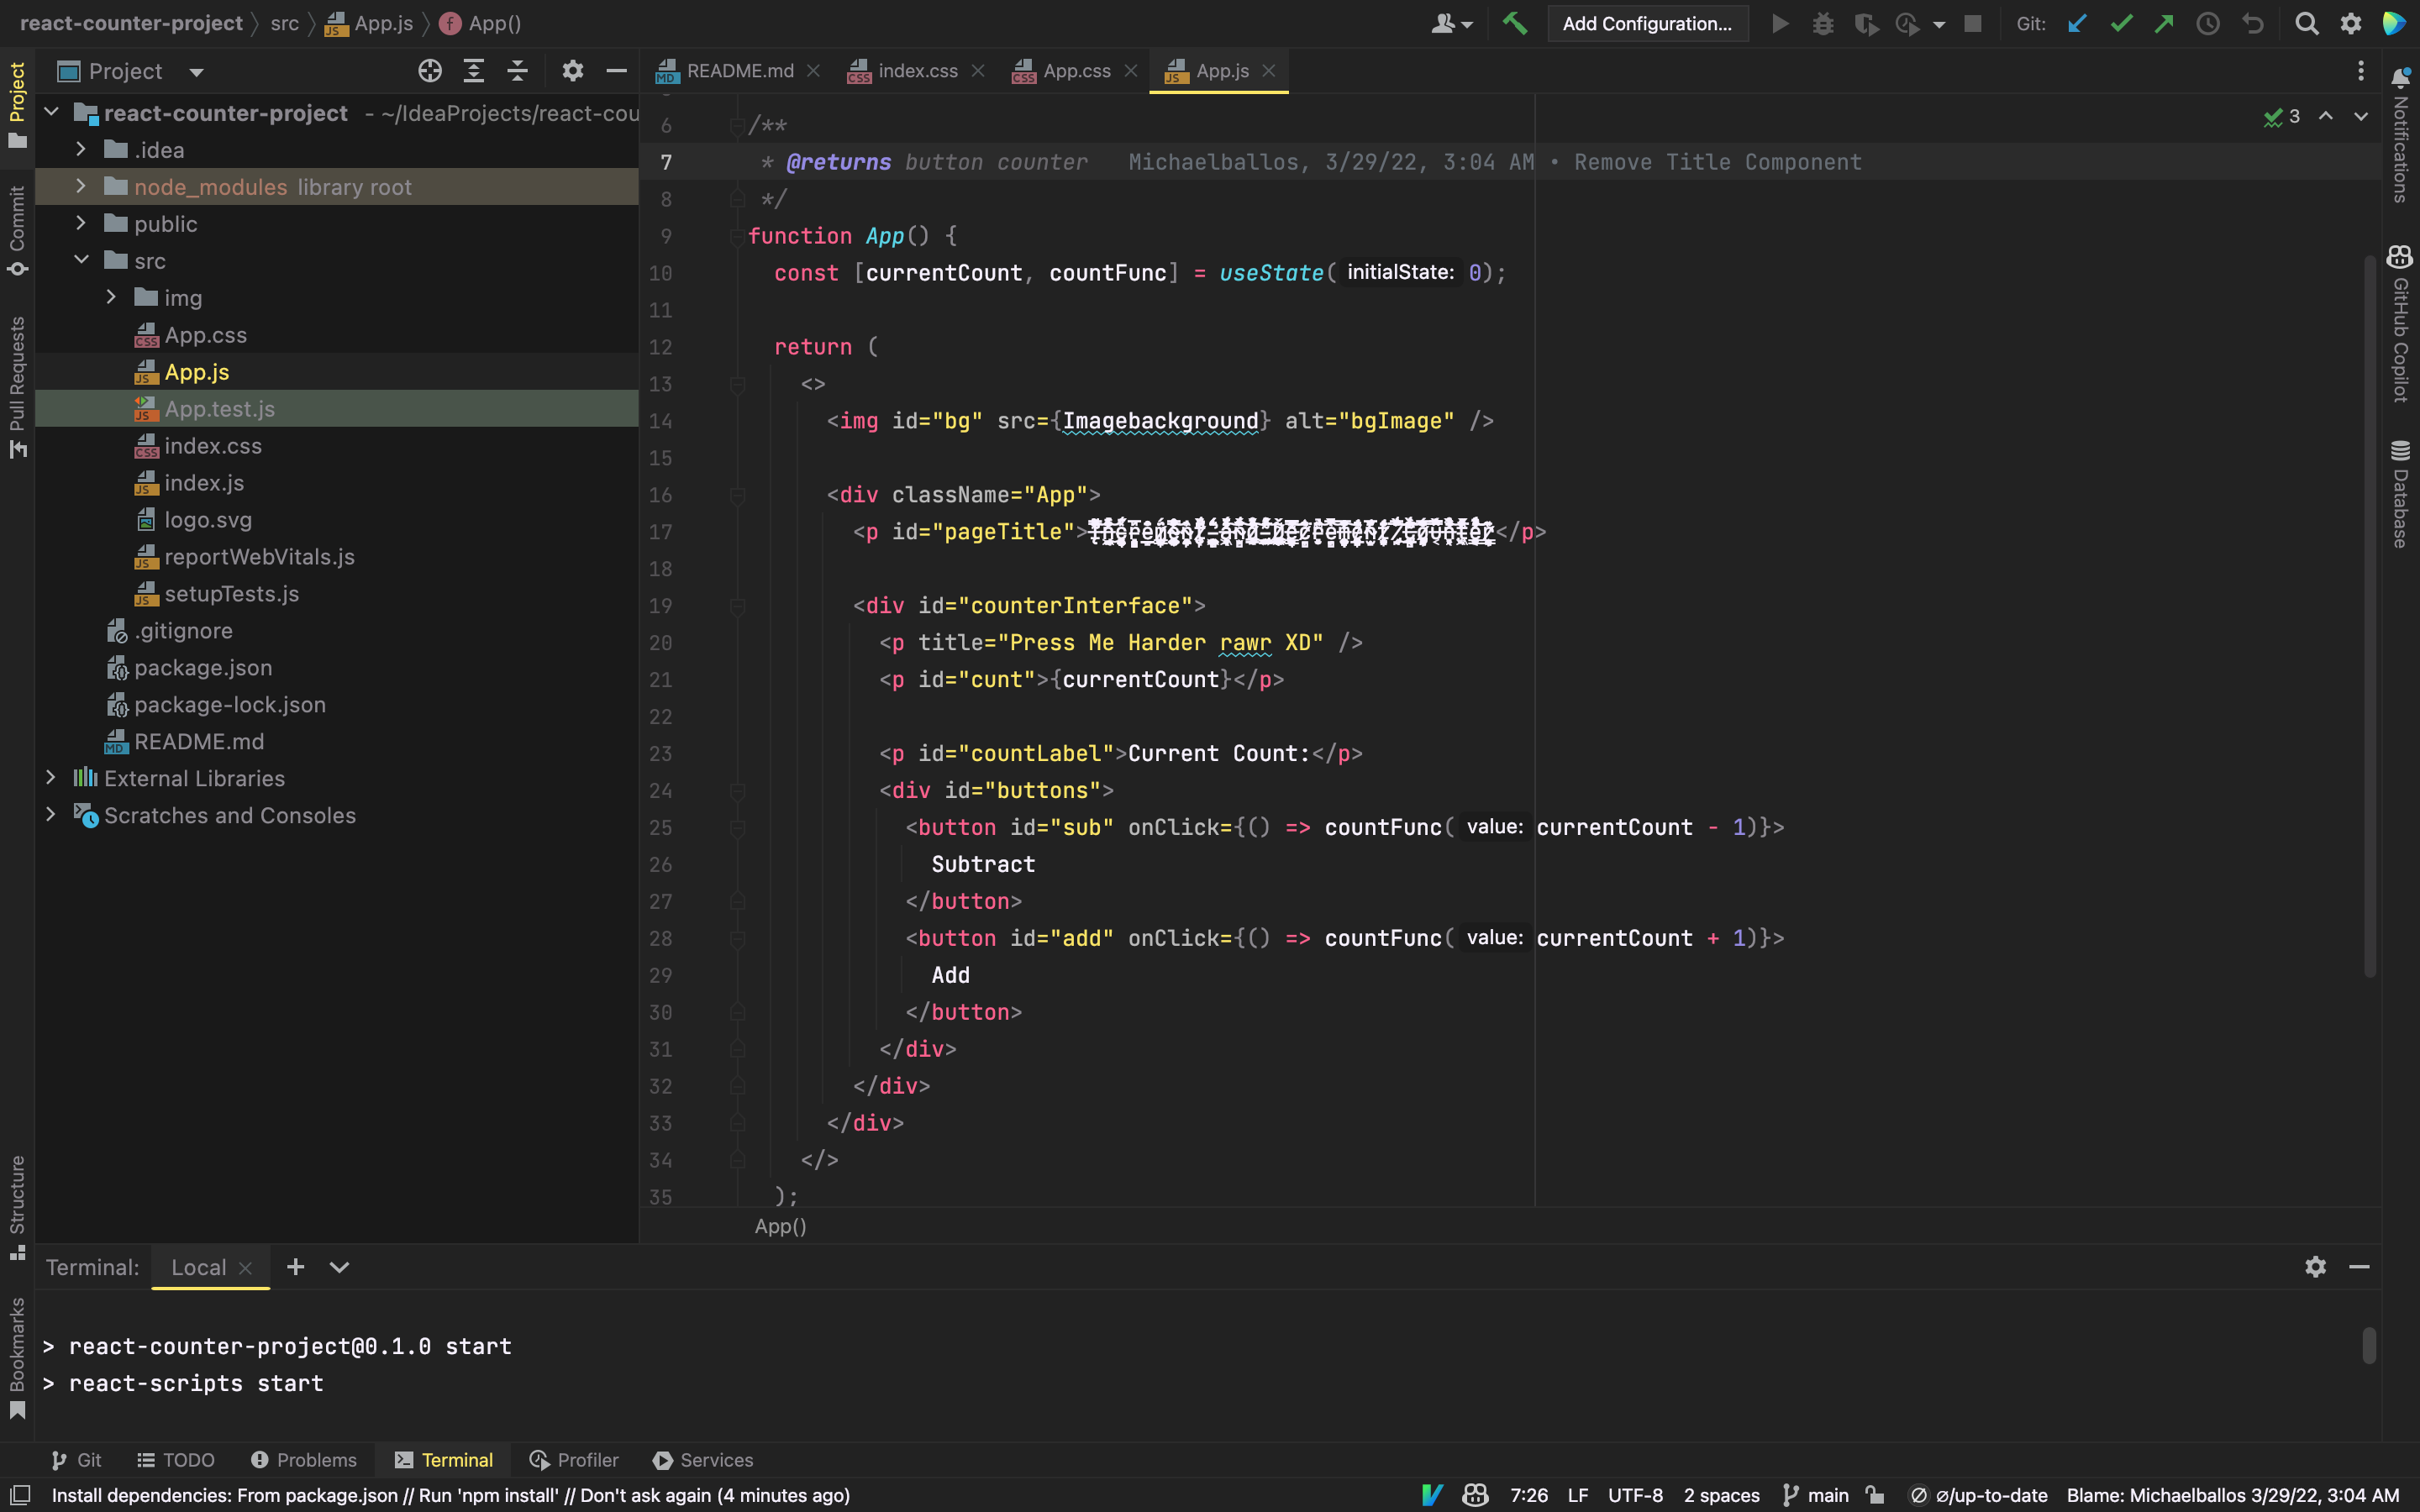 react-counter-project src App.js App()
Add Configuration... Git:
Project
README.md index.css App.css App.js
react-counter-project - ~/IdeaProjects/react-cou
.idea
node_modules library root
public
src
img
App.css
App.js
App.test.js
index.css
index.js
logo.svg
reportWebVitals.js
setupTests.js
.gitignore
package.json
package-lock.json
README.md
External Libraries
Scratches and Consoles
Project
Commit
Pull Requests
Structure
Bookmarks
3
6 /**
7 * @returns button counter Michaelballos, 3/29/22, 3:04 AM • Remove Title Component
8 */
9 function App() {
10 const [currentCount, countFunc] = useState( initialState: 0);
11
12 return (
13 <>
14 <img id="bg" src={Imagebackground} alt="bgImage" />
15
16 <div className="App">
17 <p id="pageTitle">Increment and Decrement Counter</p>
18
19 <div id="counterInterface">
20 <p title="Press Me Harder rawr XD" />
21 <p id="cunt">{currentCount}</p>
22
23 <p id="countLabel">Current Count:</p>
24 <div id="buttons">
25 <button id="sub" onClick={() => countFunc( value: currentCount - 1)}>
26 Subtract
27 </button>
28 <button id="add" onClick={() => countFunc( value: currentCount + 1)}>
29 Add
30 </button>
31 </div>
32 </div>
33 </div>
34 </>
35 );
App()
Notifications
GitHub Copilot
Database
Terminal: Local
> react-counter-project@0.1.0 start
> react-scripts start
Git TODO Problems Terminal Profiler Services
Install dependencies: From package.json // Run 'npm install' // Don't ask again (4 minutes ago)
7:26 LF UTF-8 2 spaces main ⌀/up-to-date Blame: Michaelballos 3/29/22, 3:04 AM